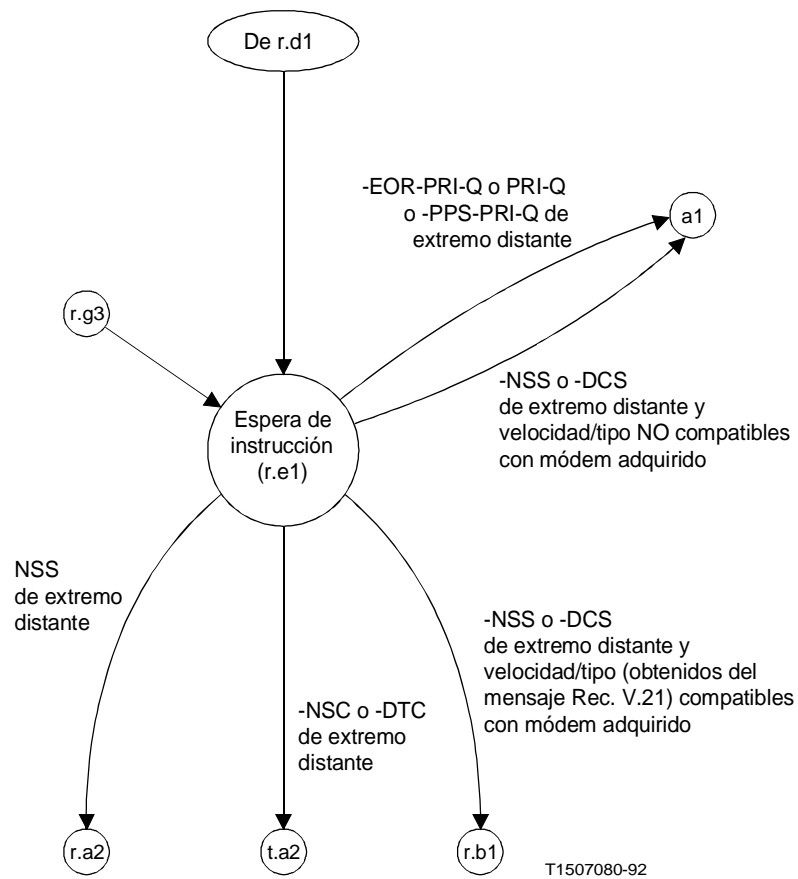 De r.d1
-EOR-PRI-Q o PRI-Q
o -PPS-PRI-Q de
extremo distante
a1
r.g3
Espera de
instrucción
(r.e1)
-NSS o -DCS
de extremo distante y
velocidad/tipo NO compatibles
con módem adquirido
NSS
de extremo
distante
-NSC o -DTC
de extremo
distante
-NSS o -DCS
de extremo distante y
velocidad/tipo (obtenidos del
mensaje Rec. V.21) compatibles
con módem adquirido
r.a2
t.a2
r.b1
T1507080-92